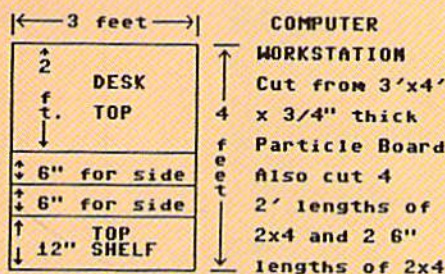 3 feet
2 ft.
DESK
TOP
6" for side
6" for side
TOP
12" SHELF
4 feet
COMPUTER
WORKSTATION
Cut from 3'x4'
x 3/4" thick
Particle Board
Also cut 4
2' lengths of
2x4 and 2 6"
lengths of 2x4